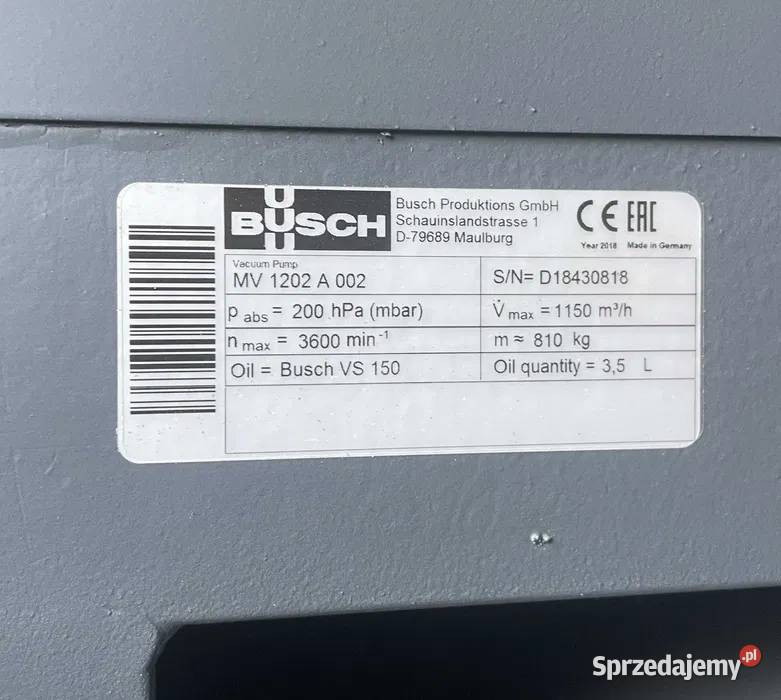 BUSCH
Busch Produktions GmbH
Schauinslandstrasse 1
D-79689 Maulburg
CE EAC
Year 2018 Made in Germany
Vacuum Pump
MV 1202 A 002
S/N= D18430818
p abs = 200 hPa (mbar)
V̇ max = 1150 m³/h
n max = 3600 min⁻¹
m ≈ 810 kg
Oil = Busch VS 150
Oil quantity = 3,5 L
Sprzedajemy.pl